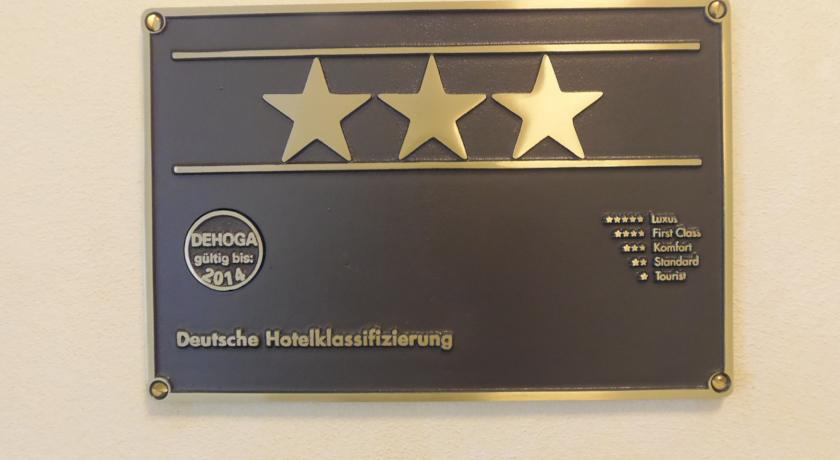 DEHOGA
gültig bis:
2014
Luxus
First Class
Komfort
Standard
Tourist
Deutsche Hotelklassifizierung